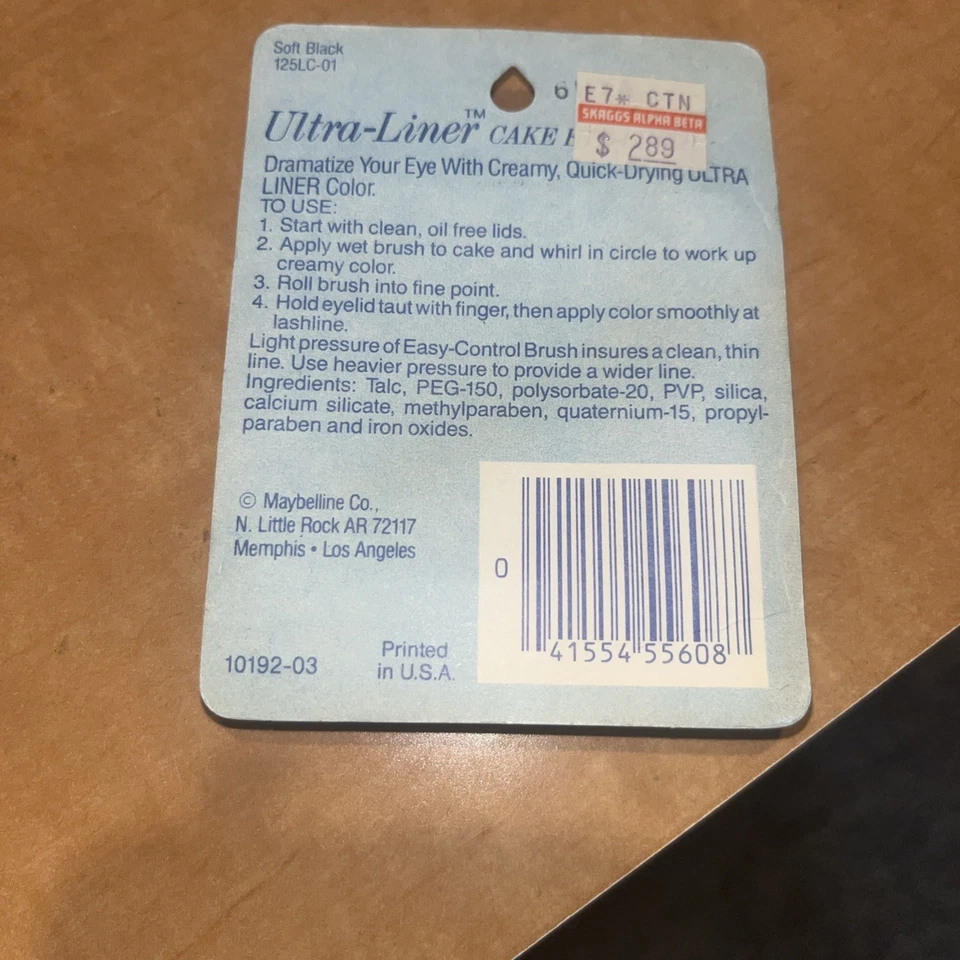 Soft Black
125LC-01
6
E7* CTN
SKAGGS ALPHA BETA
$ 289
Ultra-Liner™ CAKE
Dramatize Your Eye With Creamy, Quick-Drying ULTRA
LINER Color.
TO USE:
1. Start with clean, oil free lids.
2. Apply wet brush to cake and whirl in circle to work up
creamy color.
3. Roll brush into fine point.
4. Hold eyelid taut with finger, then apply color smoothly at
lashline.
Light pressure of Easy-Control Brush insures a clean, thin
line. Use heavier pressure to provide a wider line.
Ingredients: Talc, PEG-150, polysorbate-20, PVP, silica,
calcium silicate, methylparaben, quaternium-15, propyl-
paraben and iron oxides.
© Maybelline Co.,
N. Little Rock AR 72117
Memphis • Los Angeles
10192-03
Printed
in U.S.A.
0 41554 55608